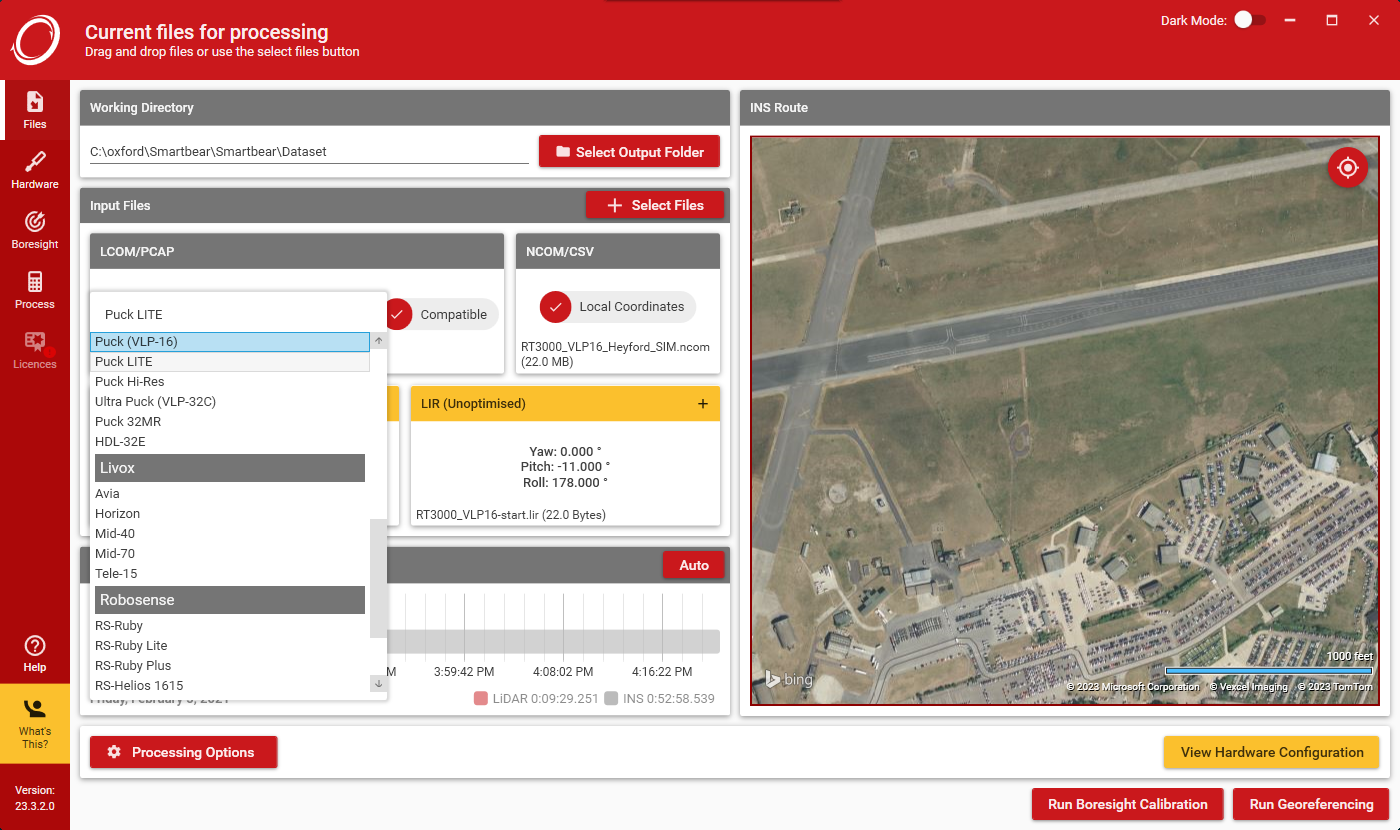 Current files for processing
Drag and drop files or use the select files button
Dark Mode:
Files
Hardware
Boresight
Process
Licences
Help
What's
This?
Version:
23.3.2.0
Working Directory
C:\oxford\Smartbear\Smartbear\Dataset
Select Output Folder
Input Files
Select Files
LCOM/PCAP
Compatible
Puck LITE
Puck (VLP-16)
Puck LITE
Puck Hi-Res
Ultra Puck (VLP-32C)
Puck 32MR
HDL-32E
Livox
Avia
Horizon
Mid-40
Mid-70
Tele-15
Robosense
RS-Ruby
RS-Ruby Lite
RS-Ruby Plus
RS-Helios 1615
NCOM/CSV
Local Coordinates
RT3000_VLP16_Heyford_SIM.ncom
(22.0 MB)
LIR (Unoptimised)
Yaw: 0.000 °
Pitch: -11.000 °
Roll: 178.000 °
RT3000_VLP16-start.lir (22.0 Bytes)
Auto
M 3:59:42 PM 4:08:02 PM 4:16:22 PM
LiDAR 0:09:29.251 INS 0:52:58.539
INS Route
1000 feet
bing
© 2023 Microsoft Corporation © Vexcel Imaging © 2023 TomTom
Processing Options
View Hardware Configuration
Run Boresight Calibration
Run Georeferencing